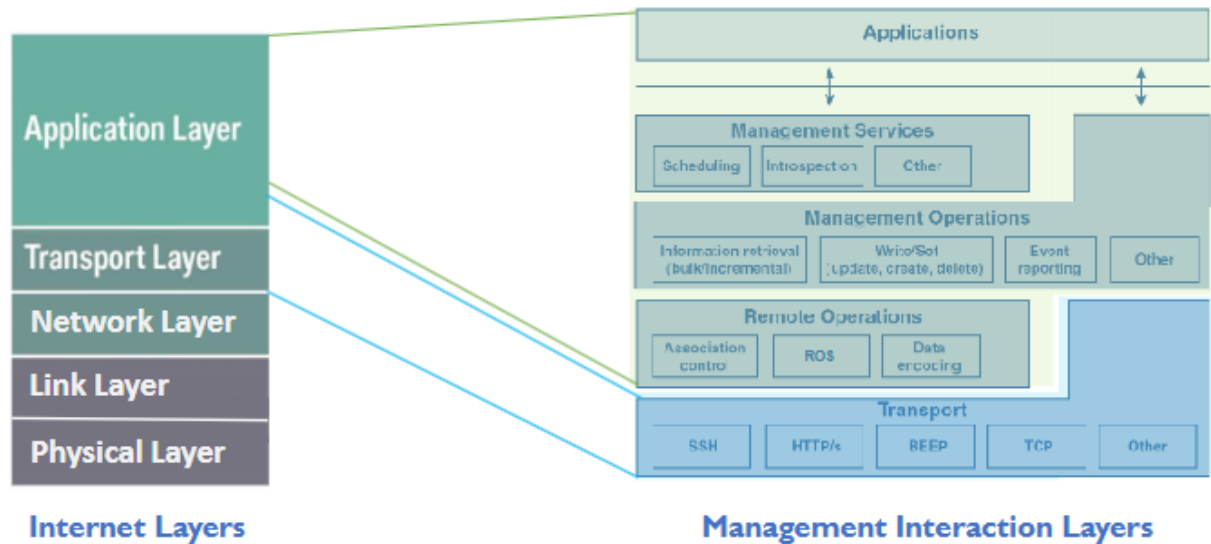 Application Layer
Transport Layer
Network Layer
Link Layer
Physical Layer
Internet Layers
Applications
Management Services
Scheduling
Introspection
Other
Management Operations
Information retrieval
(bulk/incremental)
Write/Set
(update, create, delete)
Event
reporting
Other
Remote Operations
Association
control
ROS
Data
encoding
Transport
SSH
HTTP/s
BEEP
TCP
Other
Management Interaction Layers